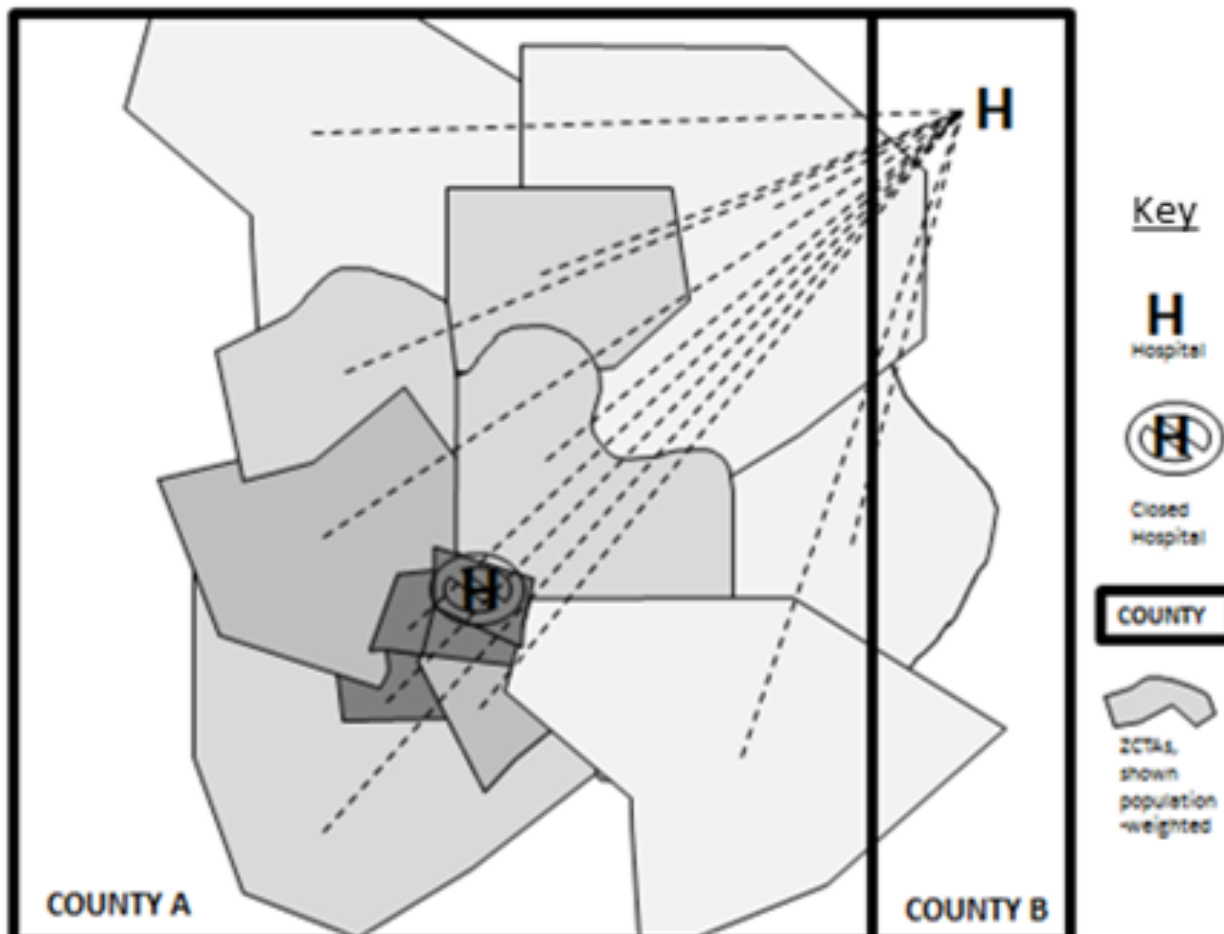 H
Key
H
Hospital
H
Closed
Hospital
H
COUNTY
ZCTAs,
shown
population
-weighted
COUNTY A
COUNTY B